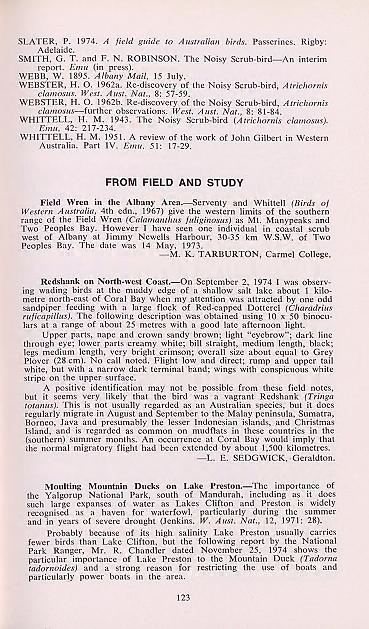 SLATER, P. 1974. A field guide to Australian birds. Passerines. Rigby:
Adelaide.
SMITH, G. T. and F. N. ROBINSON. The Noisy Scrub-bird—An interim
report. Emu (in press).
WEBB, W. 1895. Albany Mail, 15 July.
WEBSTER, H. O. 1962a. Re-discovery of the Noisy Scrub-bird, Atrichornis
clamosus. West. Aust. Nat., 8: 57-59.
WEBSTER, H. O. 1962b. Re-discovery of the Noisy Scrub-bird, Atrichornis
clamosus—further observations. West. Aust. Nat., 8: 81-84.
WHITTELL, H. M. 1943. The Noisy Scrub-bird (Atrichornis clamosus).
Emu, 42: 217-234.
WHITTELL, H. M. 1951. A review of the work of John Gilbert in Western
Australia. Part IV. Emu. 51: 17-29.
FROM FIELD AND STUDY
Field Wren in the Albany Area.—Serventy and Whittell (Birds of
Western Australia, 4th edn., 1967) give the western limits of the southern
range of the Field Wren (Calamanthus fuliginosus) as Mt. Manypeaks and
Two Peoples Bay. However I have seen one individual in coastal scrub
west of Albany at Jimmy Newells Harbour, 30-35 km W.S.W. of Two
Peoples Bay. The date was 14 May, 1973.
—M. K. TARBURTON, Carmel College.
Redshank on North-west Coast.—On September 2, 1974 I was observ-
ing wading birds at the muddy edge of a shallow salt lake about 1 kilo-
metre north-east of Coral Bay when my attention was attracted by one odd
sandpiper feeding with a large flock of Red-capped Dotterel (Charadrius
ruficapillus). The following description was obtained using 10 x 50 binocu-
lars at a range of about 25 metres with a good late afternoon light.
Upper parts, nape and crown sandy brown; light "eyebrow"; dark line
through eye; lower parts creamy white; bill straight, medium length, black;
legs medium length, very bright crimson; overall size about equal to Grey
Plover (28 cm). No call noted. Flight low and direct; rump and upper tail
white, but with a narrow dark terminal band; wings with conspicuous white
stripe on the upper surface.
A positive identification may not be possible from these field notes,
but it seems very likely that the bird was a vagrant Redshank (Tringa
totanus). This is not usually regarded as an Australian species, but it does
regularly migrate in August and September to the Malay peninsula, Sumatra,
Borneo, Java and presumably the lesser Indonesian islands, and Christmas
Island, and is regarded as common on mudflats in these countries in the
(southern) summer months. An occurrence at Coral Bay would imply that
the normal migratory flight had been extended by about 1,500 kilometres.
—L. E. SEDGWICK, Geraldton.
Moulting Mountain Ducks on Lake Preston.—The importance of
the Yalgorup National Park, south of Mandurah, including as it does
such large expanses of water as Lakes Clifton and Preston is widely
recognised as a haven for waterfowl, particularly during the summer
and in years of severe drought (Jenkins. W. Aust. Nat., 12, 1971: 28).
Probably because of its high salinity Lake Preston usually carries
fewer birds than Lake Clifton, but the following report by the National
Park Ranger, Mr. R. Chandler dated November 25, 1974 shows the
particular importance of Lake Preston to the Mountain Duck (Tadorna
tadornoides) and a strong reason for restricting the use of boats and
particularly power boats in the area.
123